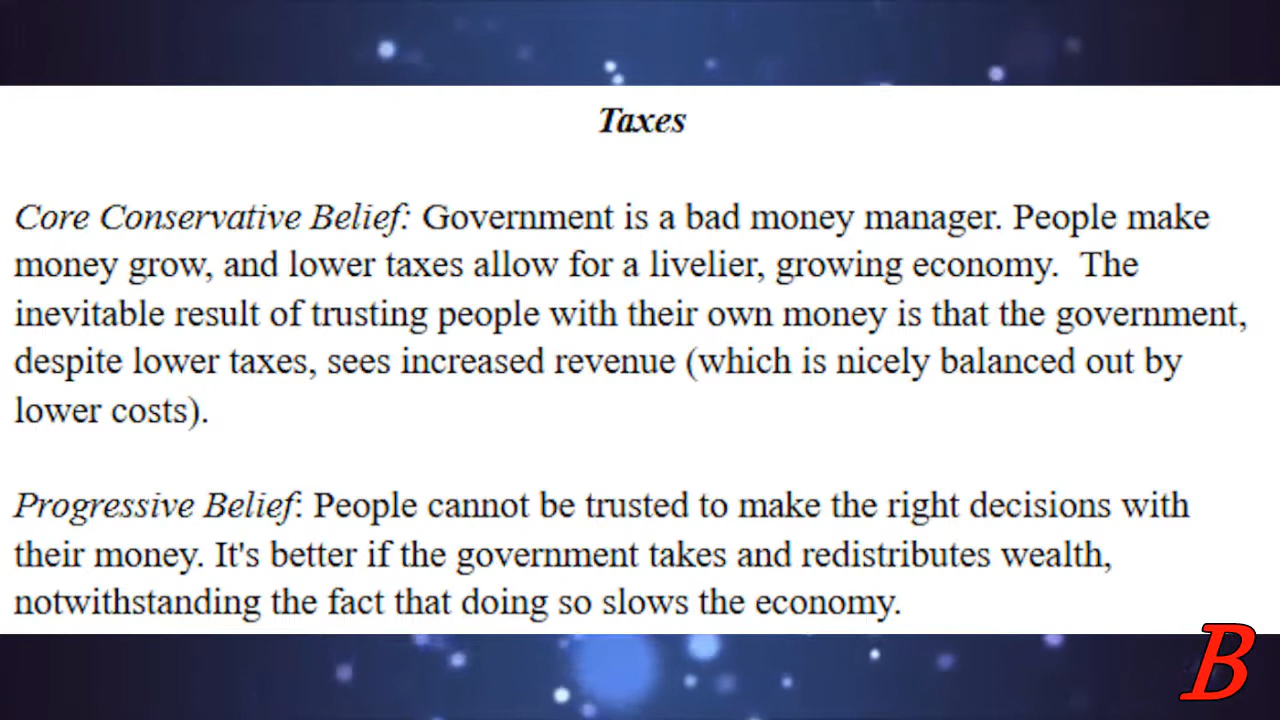 Taxes
Core Conservative Belief: Government is a bad money manager. People make
money grow, and lower taxes allow for a livelier, growing economy.  The
inevitable result of trusting people with their own money is that the government,
despite lower taxes, sees increased revenue (which is nicely balanced out by
lower costs).
Progressive Belief: People cannot be trusted to make the right decisions with
their money. It's better if the government takes and redistributes wealth,
notwithstanding the fact that doing so slows the economy.
B